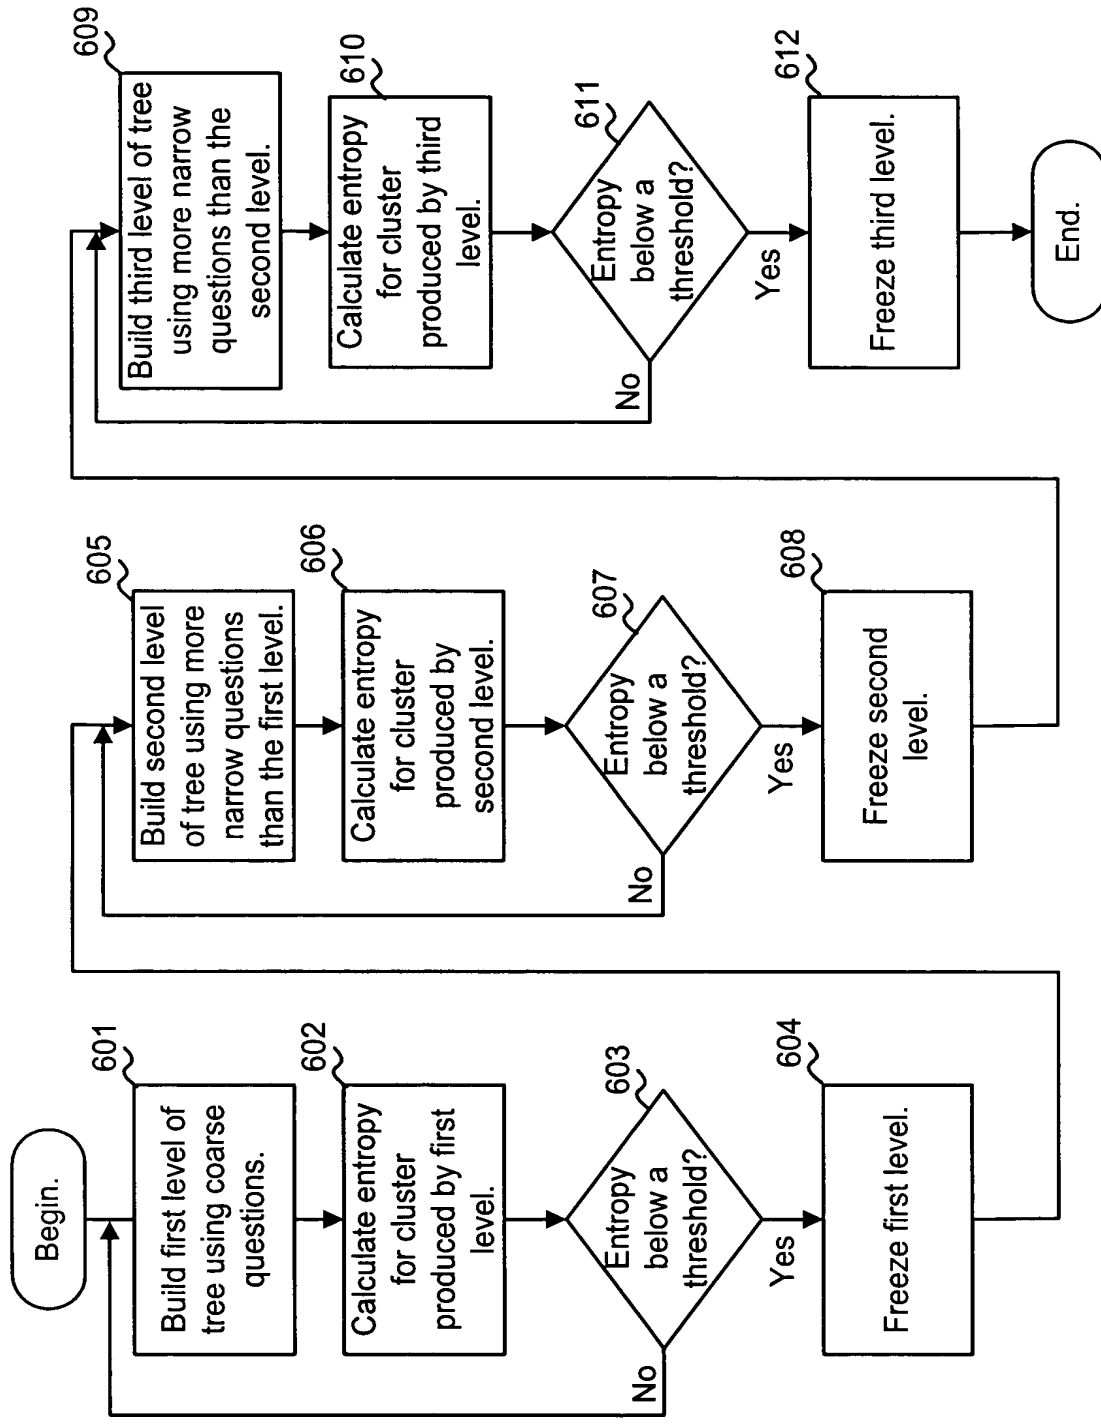 Begin.
601
Build first level of
tree using coarse
questions.
602
Calculate entropy
for cluster
produced by first
level.
603
Entropy
below a
threshold?
No
Yes
604
Freeze first level.
605
Build second level
of tree using more
narrow questions
than the first level.
606
Calculate entropy
for cluster
produced by
second level.
607
Entropy
below a
threshold?
No
Yes
608
Freeze second
level.
609
Build third level of tree
using more narrow
questions than the
second level.
610
Calculate entropy
for cluster
produced by third
level.
611
Entropy
below a
threshold?
No
Yes
612
Freeze third level.
End.